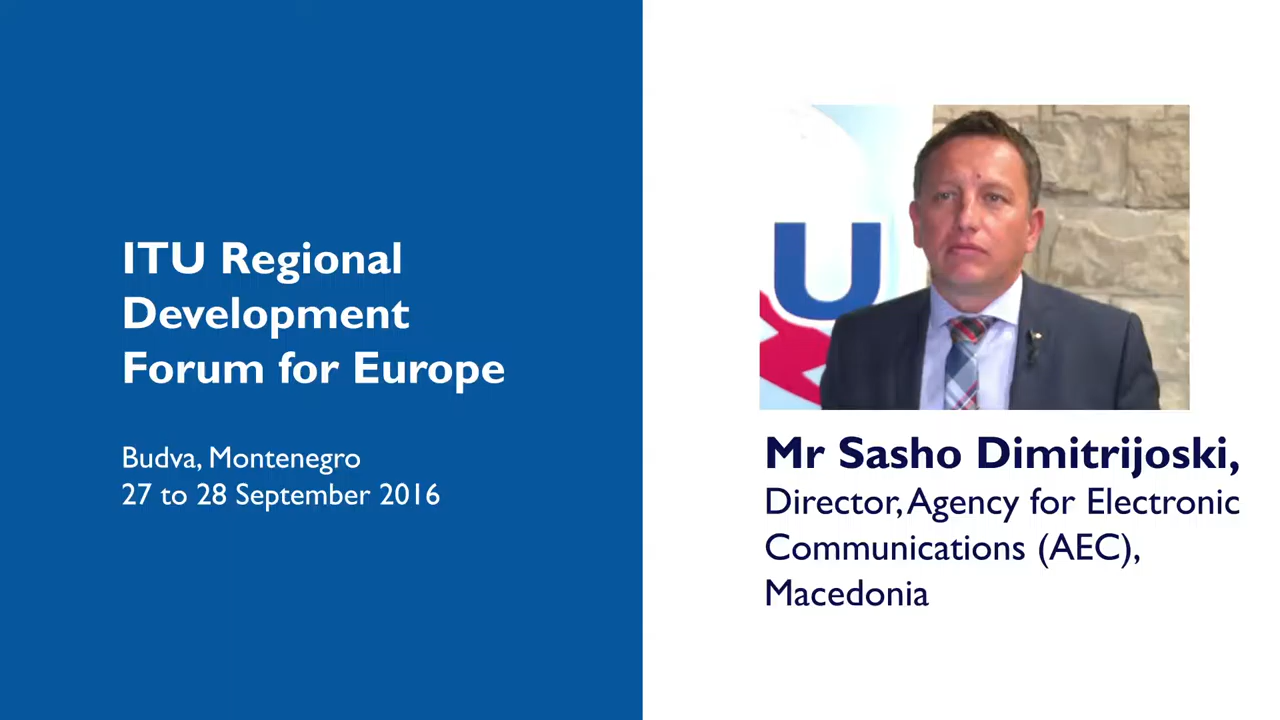 ITU Regional
Development
Forum for Europe
Budva, Montenegro
27 to 28 September 2016
U
Mr Sasho Dimitrijoski,
Director, Agency for Electronic
Communications (AEC),
Macedonia